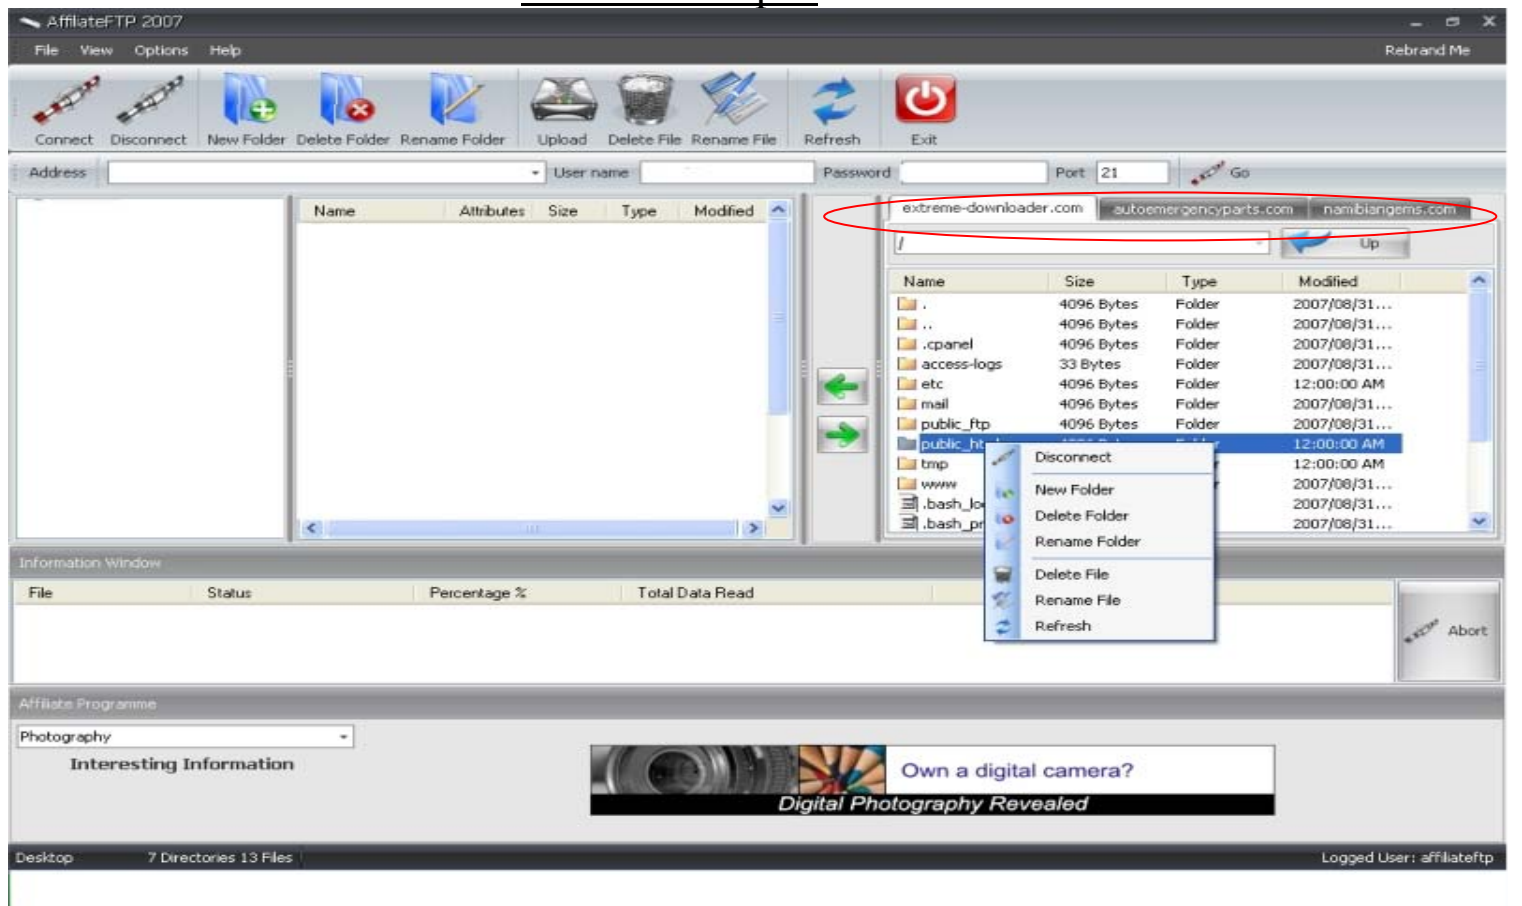 AffiliateFTP 2007
File View Options Help Rebrand Me
Connect Disconnect New Folder Delete Folder Rename Folder Upload Delete File Rename File Refresh Exit
Address User name Password Port 21 Go
extreme-downloader.com autoemergencyparts.com nambiangems.com
/ Up
Name Attributes Size Type Modified
Name Size Type Modified
. 4096 Bytes Folder 2007/08/31...
.. 4096 Bytes Folder 2007/08/31...
.cpanel 4096 Bytes Folder 2007/08/31...
access-logs 33 Bytes Folder 2007/08/31...
etc 4096 Bytes Folder 12:00:00 AM
mail 4096 Bytes Folder 2007/08/31...
public_ftp 4096 Bytes Folder 2007/08/31...
public_ht 12:00:00 AM
tmp 12:00:00 AM
www 2007/08/31...
.bash_lo 2007/08/31...
.bash_pr 2007/08/31...
Disconnect
New Folder
Delete Folder
Rename Folder
Delete File
Rename File
Refresh
Information Window
File Status Percentage % Total Data Read
Abort
Affiliate Programme
Photography
Interesting Information
Own a digital camera?
Digital Photography Revealed
Desktop 7 Directories 13 Files Logged User: affiliateftp